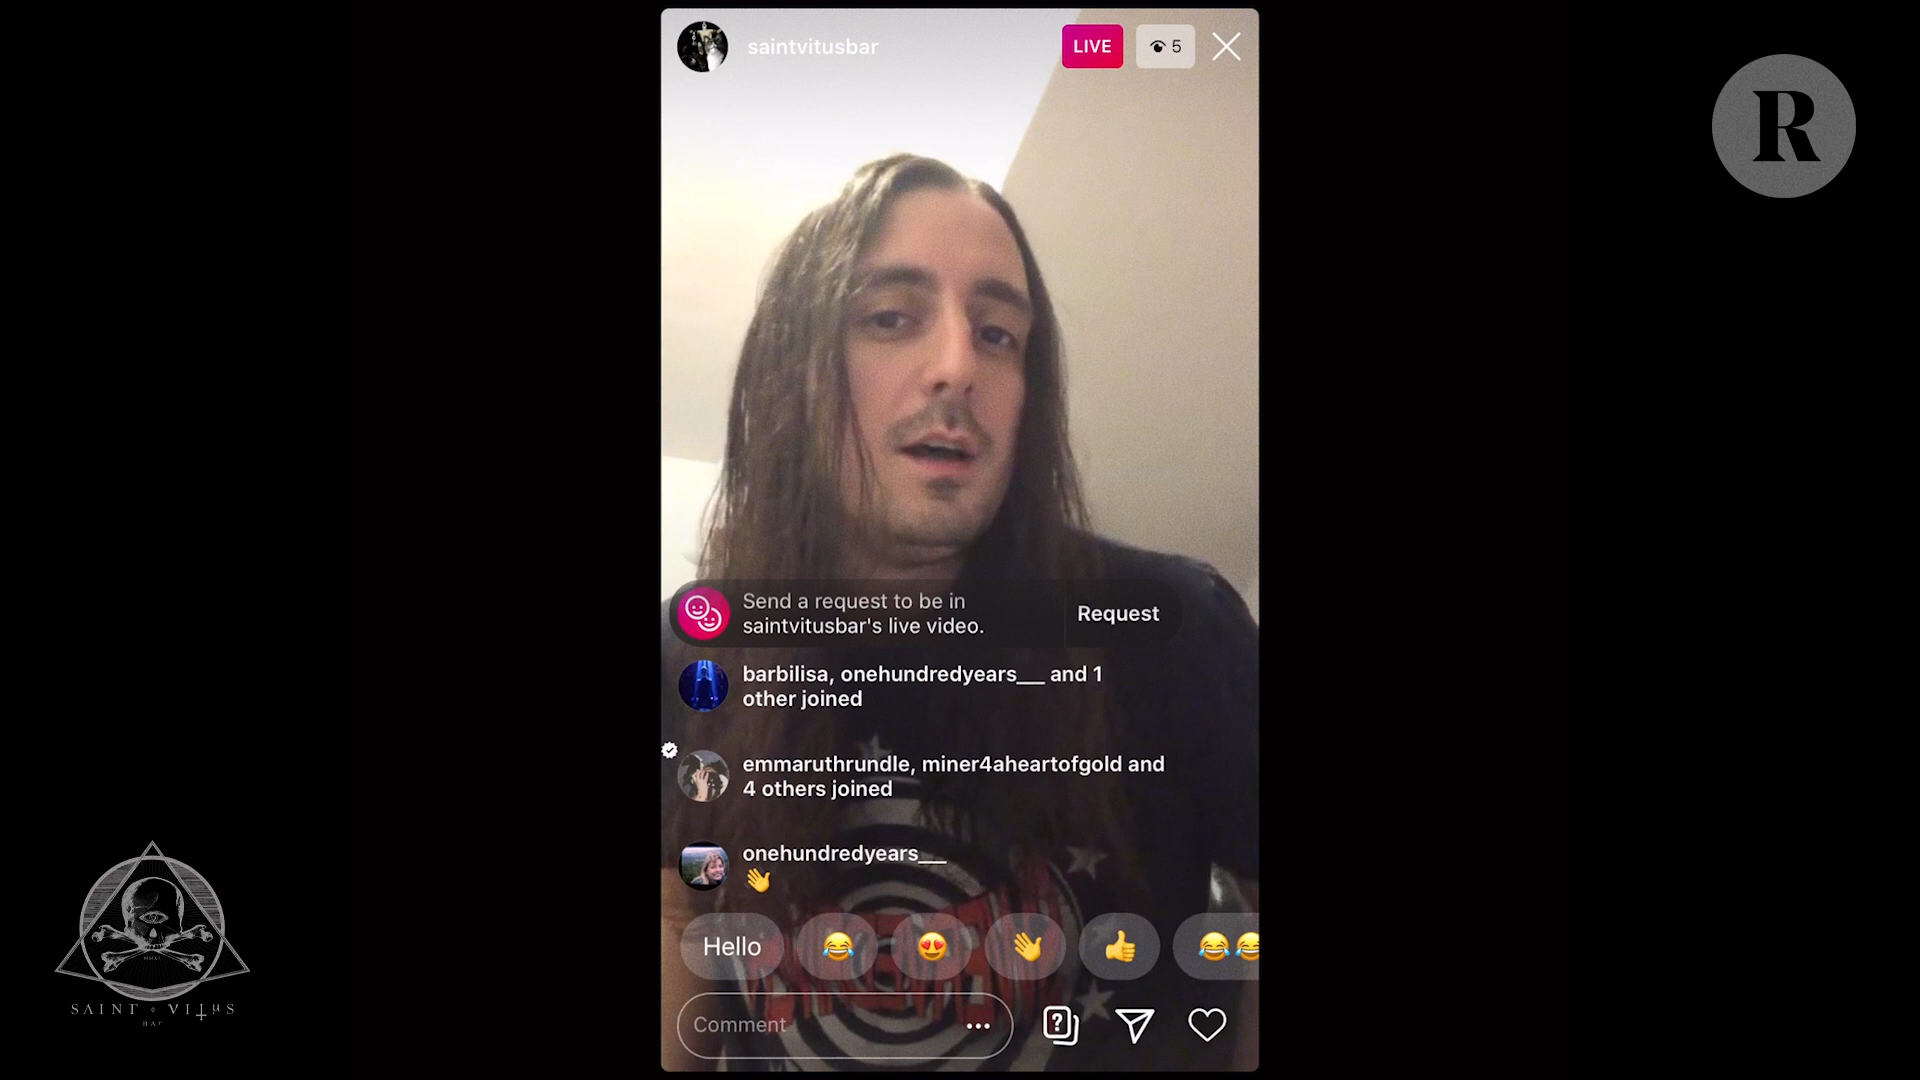 saintvitusbar
LIVE
5
R
Send a request to be in
saintvitusbar's live video.
Request
barbilisa, onehundredyears___ and 1
other joined
emmaruthrundle, miner4aheartofgold and
4 others joined
onehundredyears___
👋
Hello 😂 😍 👋 👍 😂😂
Comment
SAINT VITUS
BAR